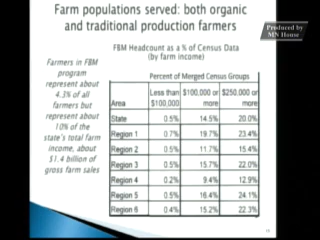 Farm populations served: both organic
and traditional production farmers
Produced by
MN House
FBM Headcount as a % of Census Data
(by farm income)
Farmers in FBM
program
represent about
4.3% of all
farmers but
represent about
10% of the
state's total farm
income, about
$1.4 billion of
gross farm sales
Percent of Merged Census Groups
Area Less than $100,000 $100,000 or more $250,000 or more
State 0.5% 14.5% 20.0%
Region 1 0.7% 19.7% 23.4%
Region 2 0.5% 11.7% 15.4%
Region 3 0.5% 15.7% 22.0%
Region 4 0.2% 9.4% 12.9%
Region 5 0.5% 16.4% 24.1%
Region 6 0.4% 15.2% 22.3%